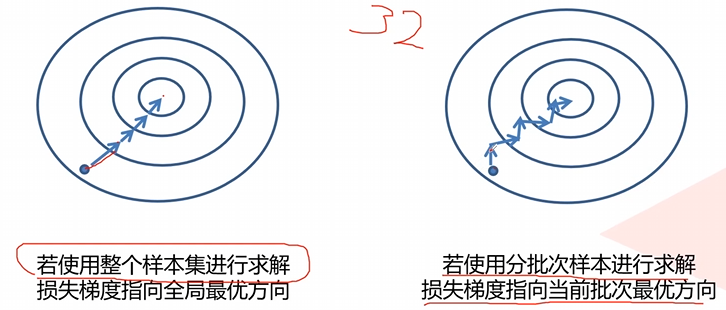 32
若使用整个样本集进行求解
损失梯度指向全局最优方向
若使用分批次样本进行求解
损失梯度指向当前批次最优方向